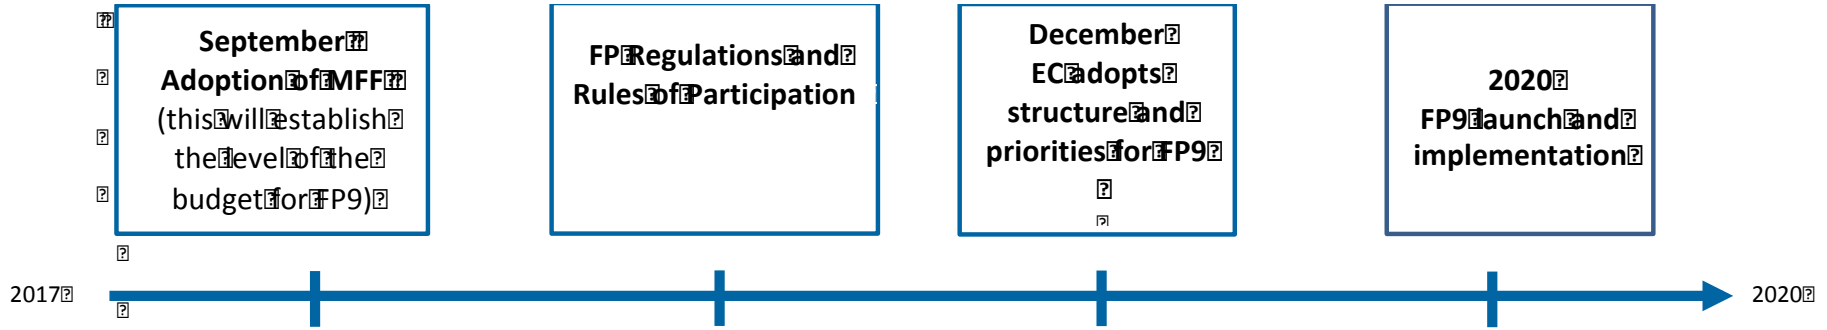 September
Adoption of MFF
(this will establish
the level of the
budget for FP9)
FP Regulations and
Rules of Participation
December
EC adopts
structure and
priorities for FP9
2020
FP9 launch and
implementation
2017
2020